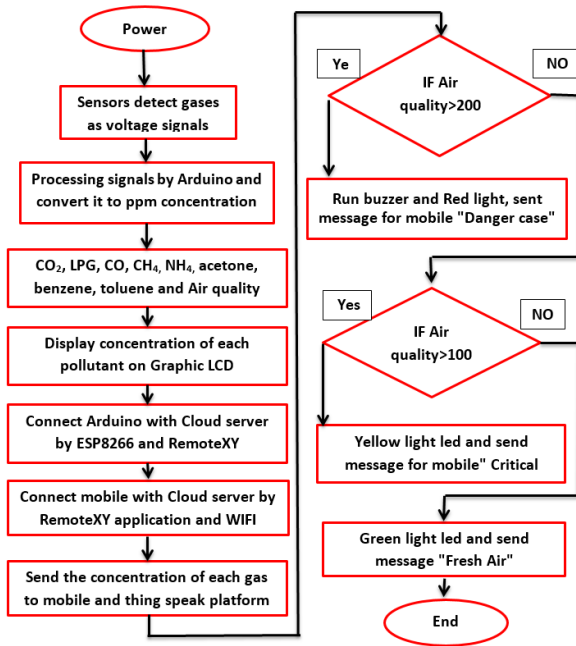 Power
Sensors detect gases
as voltage signals
Processing signals by Arduino and
convert it to ppm concentration
CO₂, LPG, CO, CH₄, NH₄, acetone,
benzene, toluene and Air quality
Display concentration of each
pollutant on Graphic LCD
Connect Arduino with Cloud server
by ESP8266 and RemoteXY
Connect mobile with Cloud server by
RemoteXY application and WIFI
Send the concentration of each gas
to mobile and thing speak platform
Ye
NO
IF Air
quality>200
Run buzzer and Red light, sent
message for mobile "Danger case"
Yes
NO
IF Air
quality>100
Yellow light led and send
message for mobile" Critical
Green light led and send
message "Fresh Air"
End